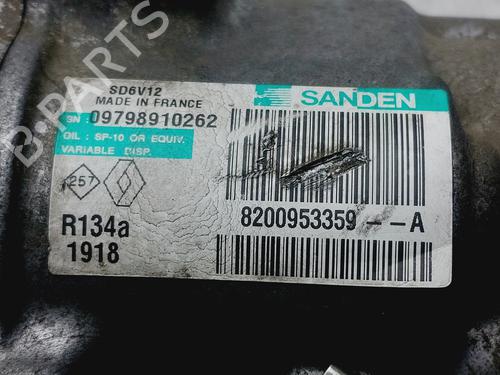 SD6V12
MADE IN FRANCE
SN : 09798910262
OIL : SP-10 OR EQUIV.
VARIABLE DISP.
SANDEN
257
R134a
1918
8200953359--A
B-PARTS